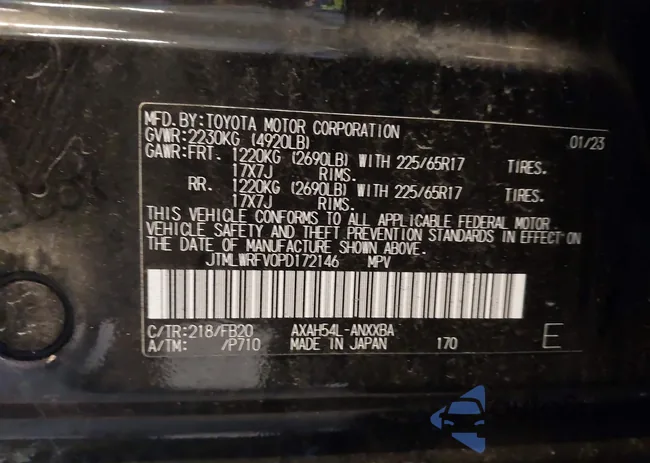 MFD.BY:TOYOTA MOTOR CORPORATION 01/23
GVWR:2230KG (4920LB)
GAWR:FRT. 1220KG (2690LB) WITH 225/65R17 TIRES.
17X7J RIMS.
RR. 1220KG (2690LB) WITH 225/65R17 TIRES.
17X7J RIMS.
THIS VEHICLE CONFORMS TO ALL APPLICABLE FEDERAL MOTOR
VEHICLE SAFETY AND THEFT PREVENTION STANDARDS IN EFFECT ON
THE DATE OF MANUFACTURE SHOWN ABOVE.
JTMLWRFV0PD172146 MPV
C/TR:218/FB20 AXAH54L-ANXXBA E
A/TM: /P710 MADE IN JAPAN 170